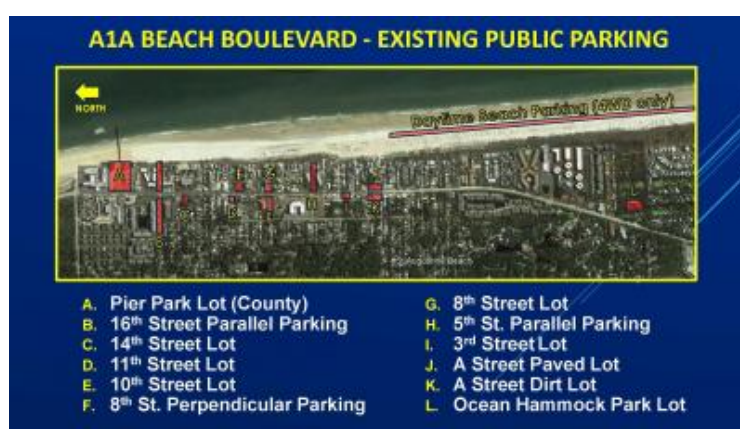 A1A BEACH BOULEVARD - EXISTING PUBLIC PARKING
NORTH
Daytime Beach Parking (4WD only)
A
A. Pier Park Lot (County)
B. 16th Street Parallel Parking
C. 14th Street Lot
D. 11th Street Lot
E. 10th Street Lot
F. 8th St. Perpendicular Parking
G. 8th Street Lot
H. 5th St. Parallel Parking
I. 3rd Street Lot
J. A Street Paved Lot
K. A Street Dirt Lot
L. Ocean Hammock Park Lot